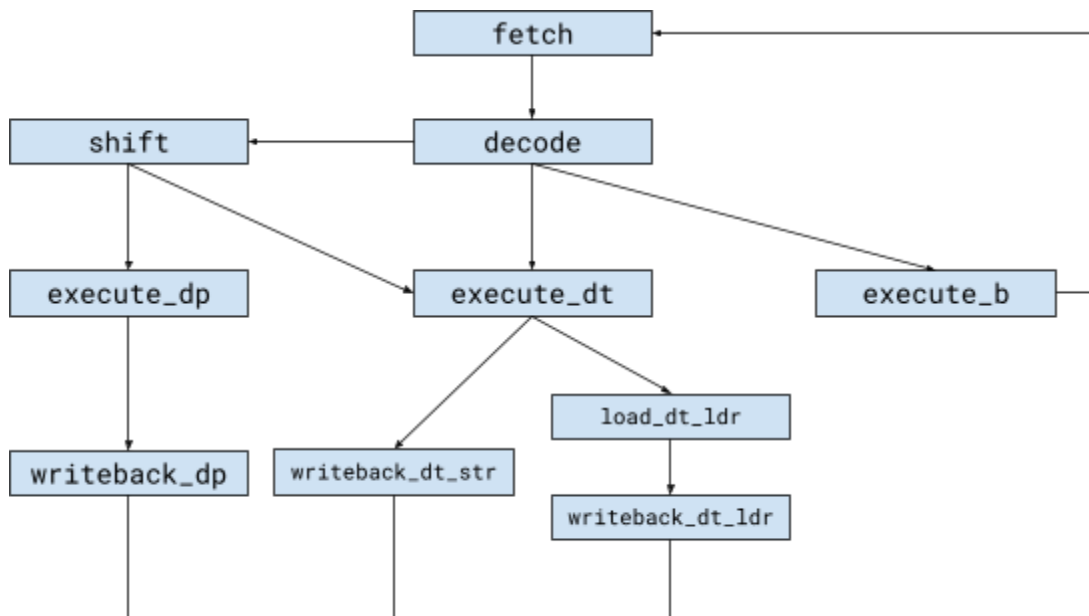 fetch
shift
decode
execute_dp
execute_dt
execute_b
load_dt_ldr
writeback_dp
writeback_dt_str
writeback_dt_ldr